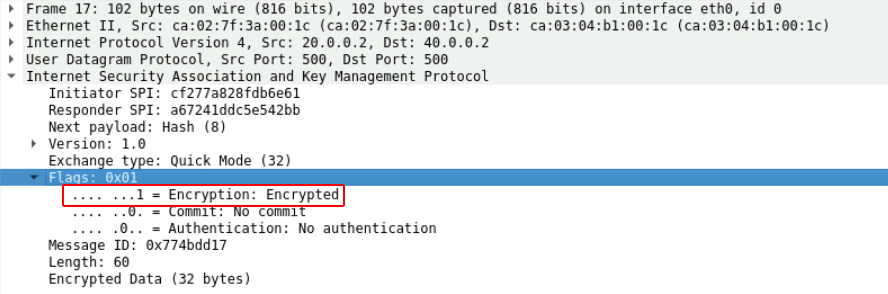 Frame 17: 102 bytes on wire (816 bits), 102 bytes captured (816 bits) on interface eth0, id 0
Ethernet II, Src: ca:02:7f:3a:00:1c (ca:02:7f:3a:00:1c), Dst: ca:03:04:b1:00:1c (ca:03:04:b1:00:1c)
Internet Protocol Version 4, Src: 20.0.0.2, Dst: 40.0.0.2
User Datagram Protocol, Src Port: 500, Dst Port: 500
Internet Security Association and Key Management Protocol
Initiator SPI: cf277a828fdb6e61
Responder SPI: a67241ddc5e542bb
Next payload: Hash (8)
Version: 1.0
Exchange type: Quick Mode (32)
Flags: 0x01
.... ...1 = Encryption: Encrypted
.... ..0. = Commit: No commit
.... .0.. = Authentication: No authentication
Message ID: 0x774bdd17
Length: 60
Encrypted Data (32 bytes)